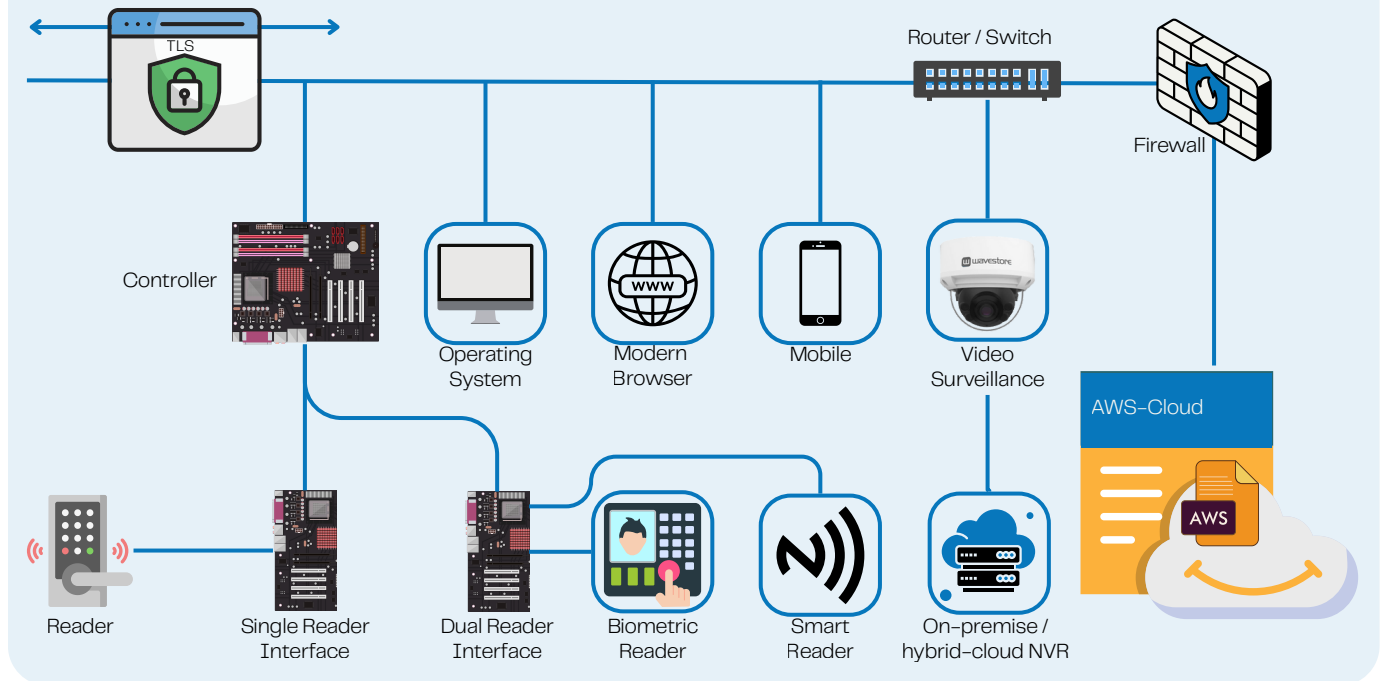 TLS
Router / Switch
Firewall
Controller
WWW
wavestore
Operating
System
Modern
Browser
Mobile
Video
Surveillance
AWS-Cloud
AWS
Reader
Single Reader
Interface
Dual Reader
Interface
Biometric
Reader
Smart
Reader
On-premise /
hybrid-cloud NVR